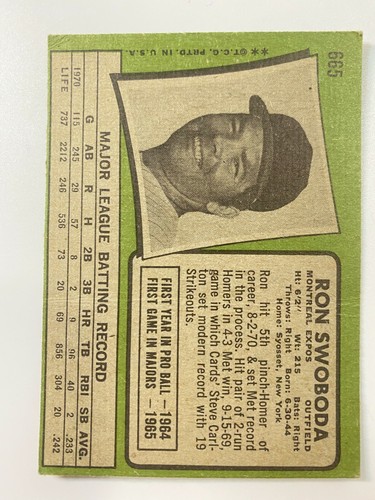 665
RON SWOBODA
MONTREAL EXPOS OUTFIELD
Ht: 6'2" Wt: 215 Bats: Right
Throws: Right Born: 6-30-44
Home: Syosset, New York
Ron hit 5th pinch-Homer of
career, 8-2-70 & set Met record
in the process. Hit pair of 2-run
Homers in 4-3 Met win, 9-15-69,
game in which Cards' Steve Carl-
ton set modern record with 19
Strikeouts.
FIRST YEAR IN PRO BALL — 1964
FIRST GAME IN MAJORS — 1965
MAJOR LEAGUE BATTING RECORD
G AB R H 2B 3B HR TB RBI SB AVG.
1970 115 245 29 57 8 2 9 96 40 2 .233
LIFE 737 2212 246 536 73 20 69 856 304 20 .242
**©T.C.G. PRTD. IN U.S.A.